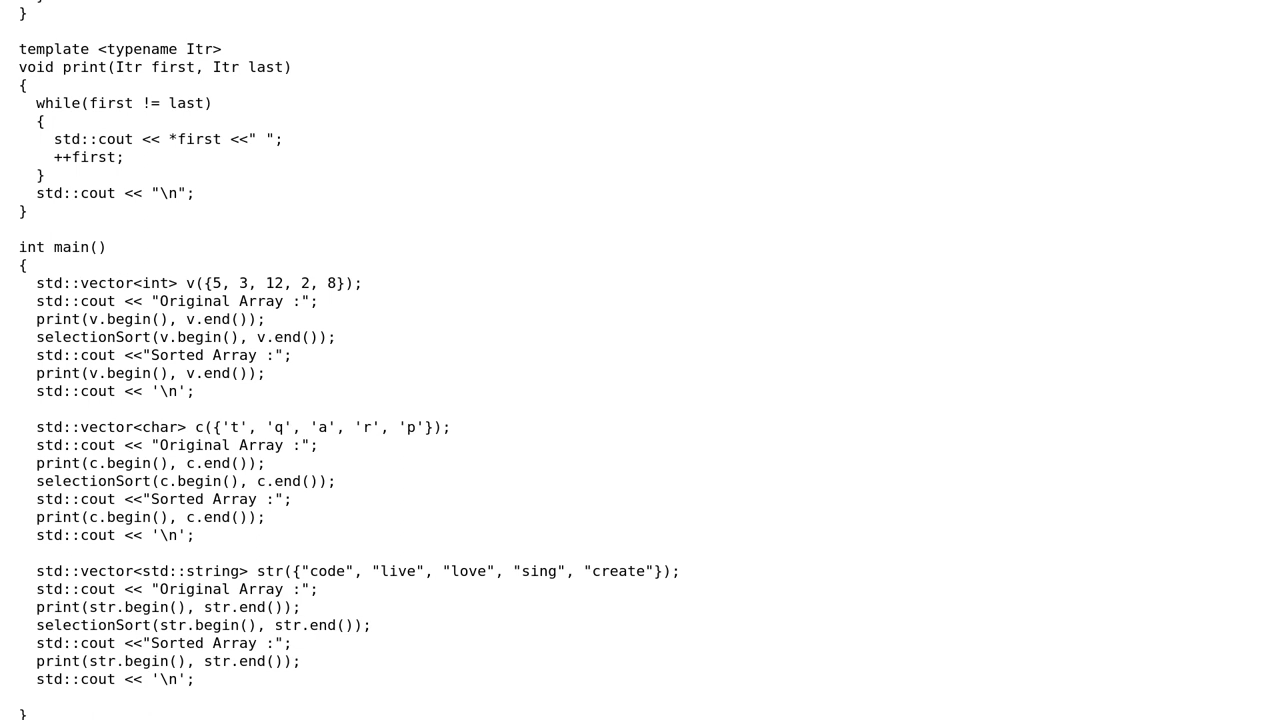 }

template <typename Itr>
void print(Itr first, Itr last)
{
  while(first != last)
  {
    std::cout << *first <<" ";
    ++first;
  }
  std::cout << "\n";
}

int main()
{
  std::vector<int> v({5, 3, 12, 2, 8});
  std::cout << "Original Array :";
  print(v.begin(), v.end());
  selectionSort(v.begin(), v.end());
  std::cout <<"Sorted Array :";
  print(v.begin(), v.end());
  std::cout << '\n';

  std::vector<char> c({'t', 'q', 'a', 'r', 'p'});
  std::cout << "Original Array :";
  print(c.begin(), c.end());
  selectionSort(c.begin(), c.end());
  std::cout <<"Sorted Array :";
  print(c.begin(), c.end());
  std::cout << '\n';

  std::vector<std::string> str({"code", "live", "love", "sing", "create"});
  std::cout << "Original Array :";
  print(str.begin(), str.end());
  selectionSort(str.begin(), str.end());
  std::cout <<"Sorted Array :";
  print(str.begin(), str.end());
  std::cout << '\n';

}